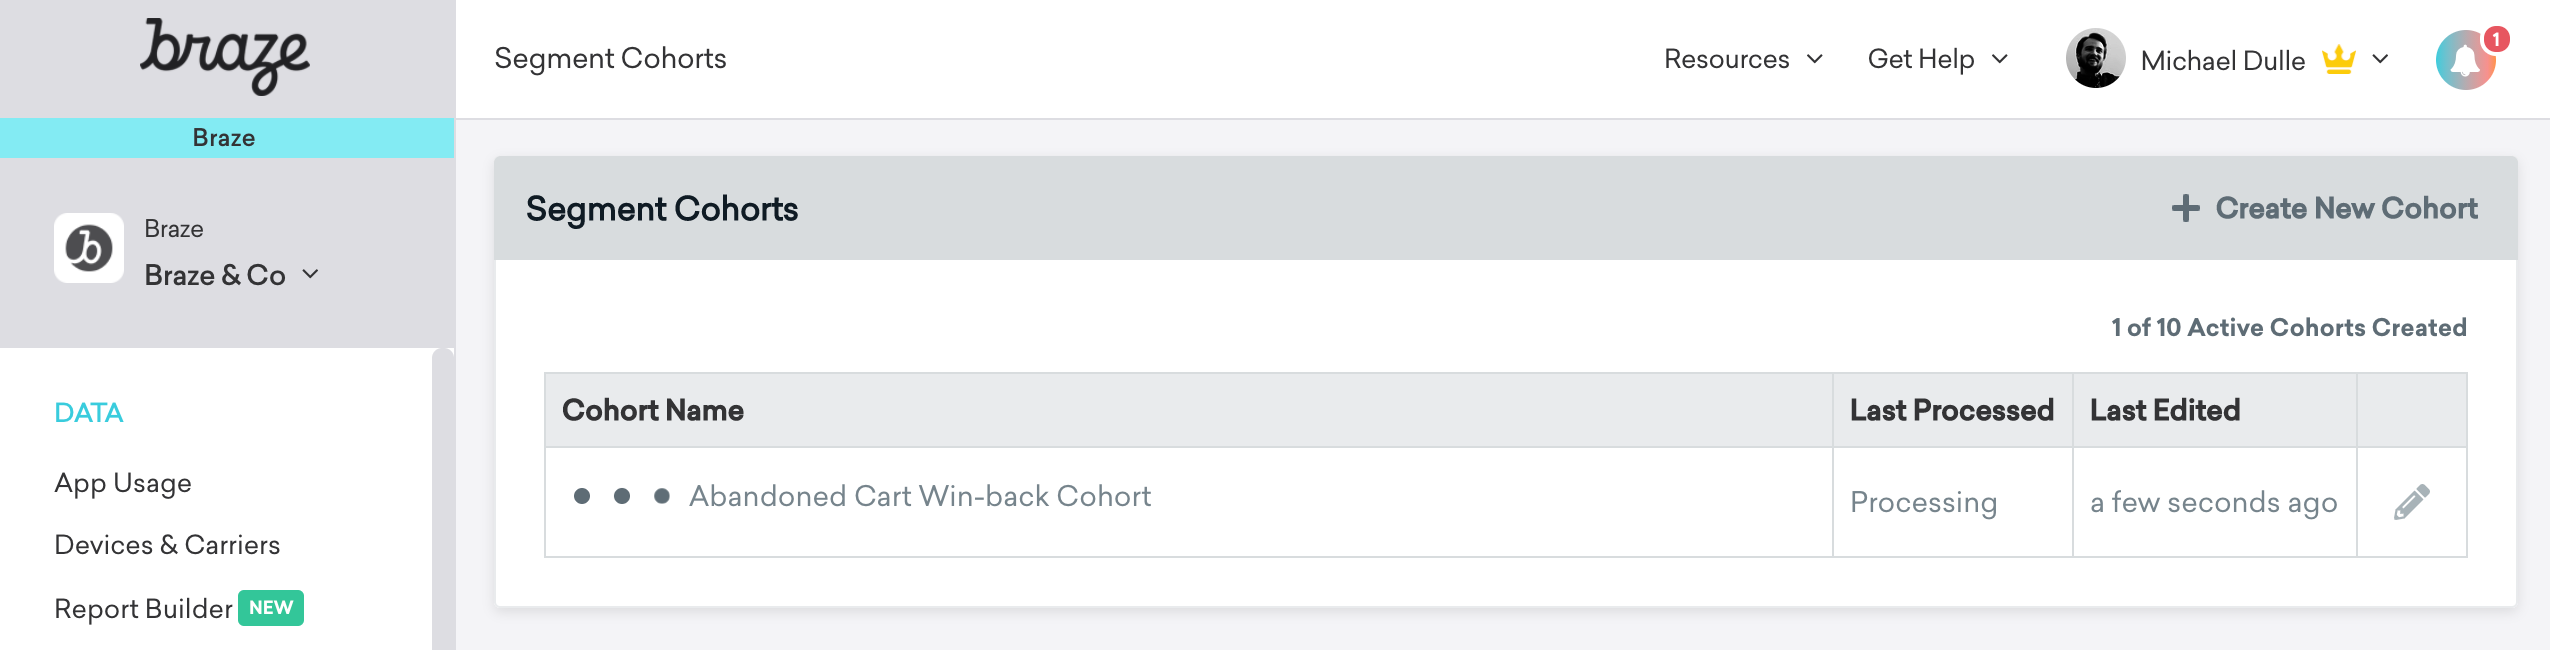 braze
Braze
Braze
Braze & Co
DATA
App Usage
Devices & Carriers
Report Builder NEW
Segment Cohorts
Resources
Get Help
Michael Dulle
1
Segment Cohorts
Create New Cohort
1 of 10 Active Cohorts Created
Cohort Name Last Processed Last Edited
Abandoned Cart Win-back Cohort Processing a few seconds ago